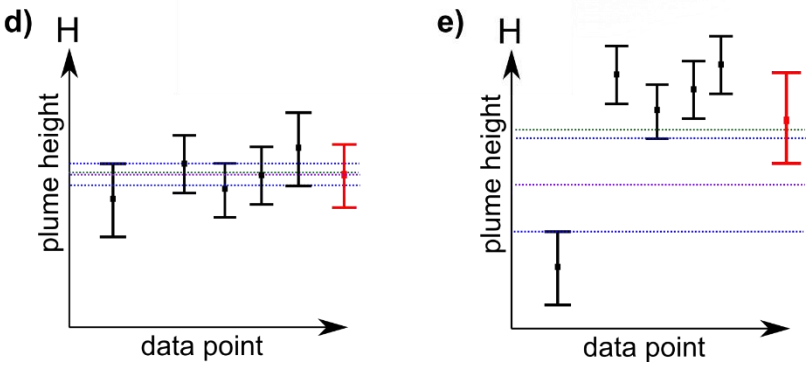 d)
H
plume height
data point
e)
H
plume height
data point